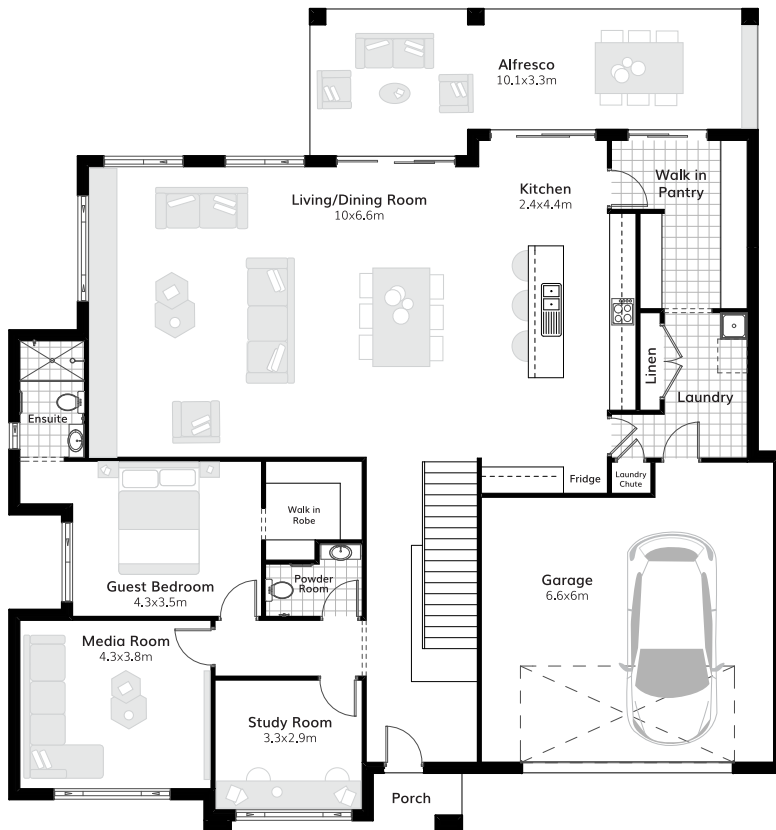 Alfresco
10.1x3.3m
Living/Dining Room
10x6.6m
Kitchen
2.4x4.4m
Walk in
Pantry
Linen
Laundry
Ensuite
Laundry
Chute
Fridge
Walk in
Robe
Powder
Room
Guest Bedroom
4.3x3.5m
Garage
6.6x6m
Media Room
4.3x3.8m
Study Room
3.3x2.9m
Porch